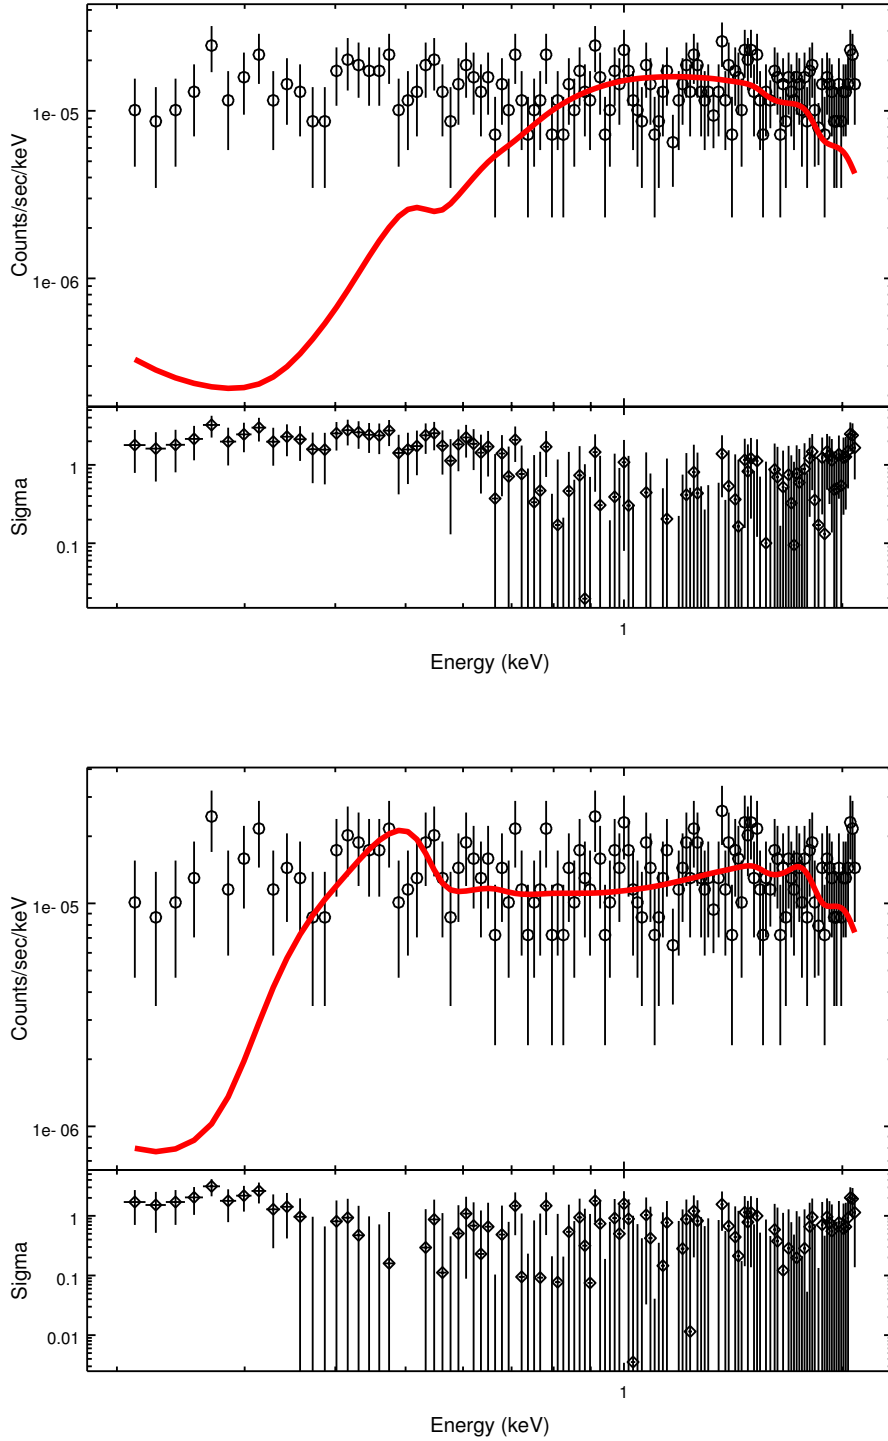 Counts/sec/keV
1e-05
1e-06
Sigma
1
0.1
1
Energy (keV)
Counts/sec/keV
1e-05
1e-06
Sigma
1
0.1
0.01
1
Energy (keV)